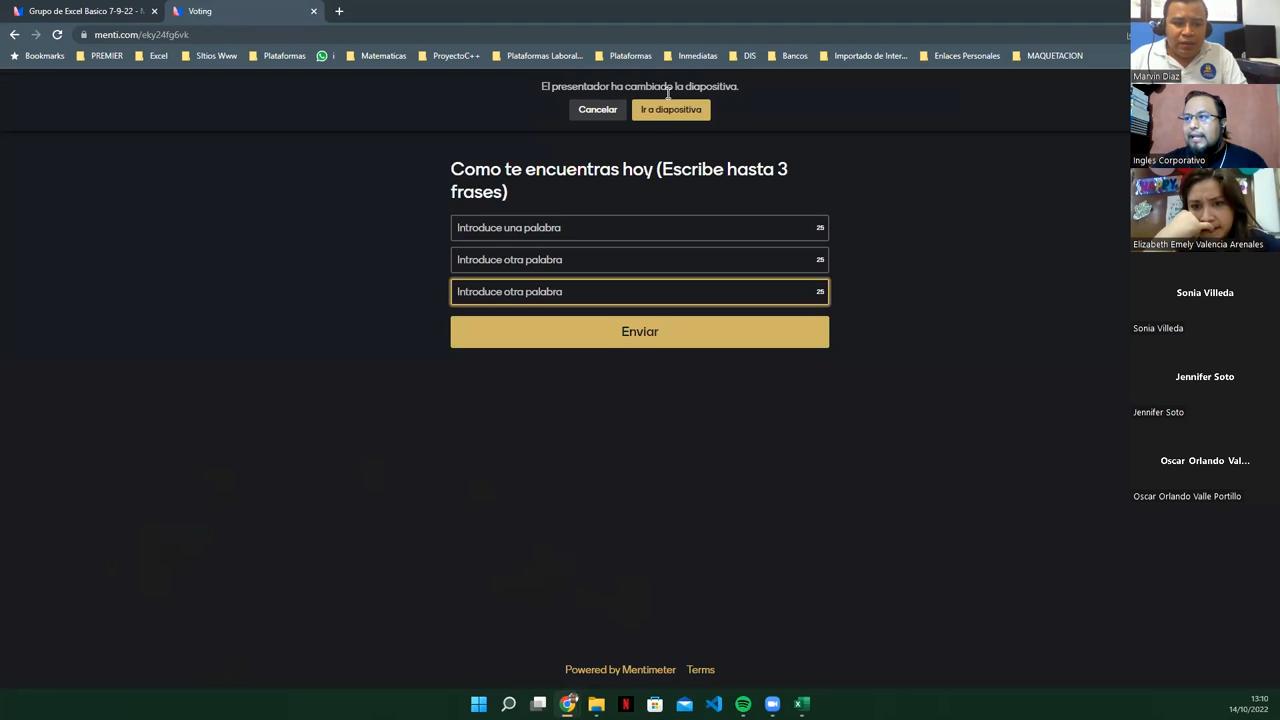 Grupo de Excel Basico 7-9-22 - M
Voting
menti.com/eky24fg6vk
Bookmarks
PREMIER
Excel
SItios Www
Plataformas
i
Matematicas
ProyectoC++
Plataformas Laboral...
Plataformas
Inmediatas
DIS
Bancos
Importado de Inter...
Enlaces Personales
MAQUETACION
El presentador ha cambiado la diapositiva.
Cancelar
Ir a diapositiva
Como te encuentras hoy (Escribe hasta 3
frases)
Introduce una palabra
25
Introduce otra palabra
25
Introduce otra palabra
25
Enviar
Powered by Mentimeter
Terms
Marvin Diaz
Ingles Corporativo
Elizabeth Emely Valencia Arenales
Sonia Villeda
Sonia Villeda
Jennifer Soto
Jennifer Soto
Oscar Orlando Val...
Oscar Orlando Valle Portillo
13:10
14/10/2022